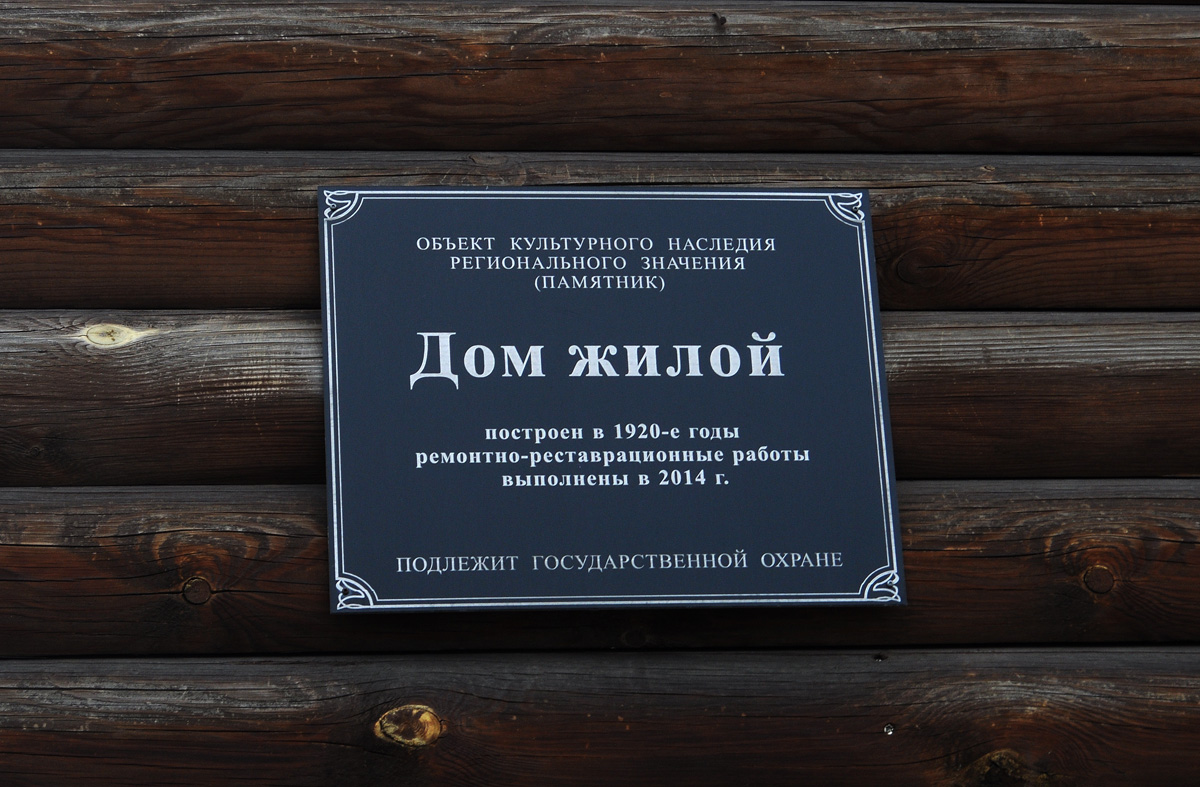 ОБЪЕКТ КУЛЬТУРНОГО НАСЛЕДИЯ
РЕГИОНАЛЬНОГО ЗНАЧЕНИЯ
(ПАМЯТНИК)
Дом жилой
построен в 1920-е годы
ремонтно-реставрационные работы
выполнены в 2014 г.
ПОДЛЕЖИТ ГОСУДАРСТВЕННОЙ ОХРАНЕ